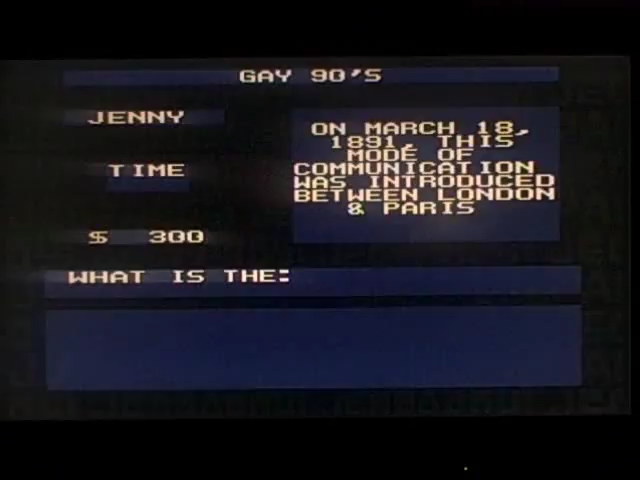 GAY 90'S
JENNY
TIME
$ 300
ON MARCH 18,
1891, THIS
MODE OF
COMMUNICATION
WAS INTRODUCED
BETWEEN LONDON
& PARIS
WHAT IS THE: